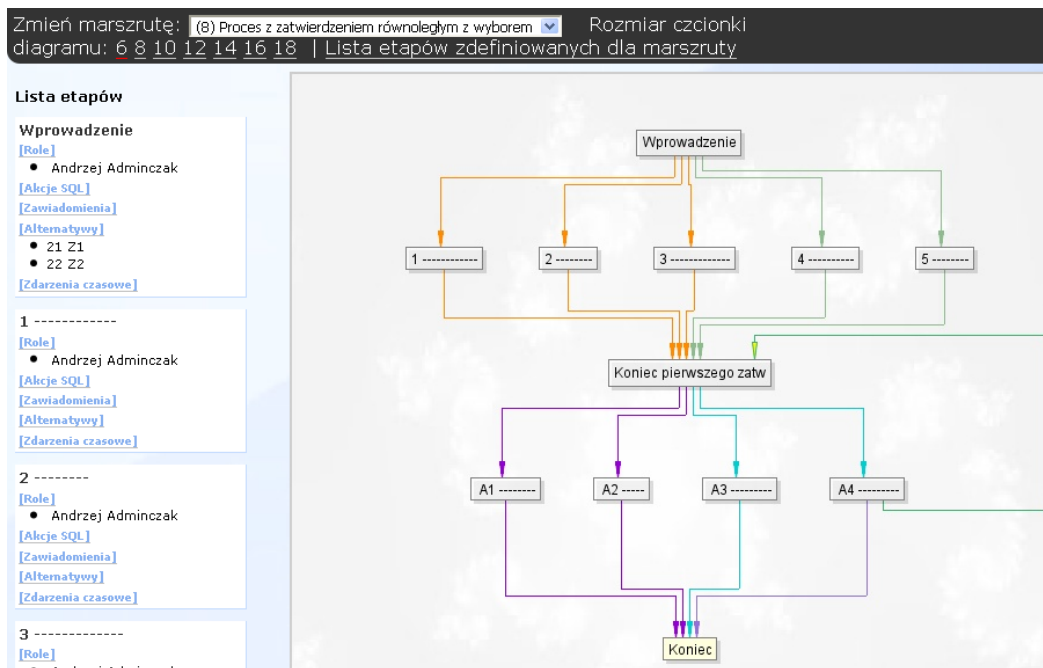 Zmień marszrutę: (8) Proces z zatwierdzeniem równoległym z wyborem Rozmiar czcionki
diagramu: 6 8 10 12 14 16 18 | Lista etapów zdefiniowanych dla marszruty
Lista etapów
Wprowadzenie
[Role]
• Andrzej Adminczak
[Akcje SQL]
[Zawiadomienia]
[Alternatywy]
• 21 Z1
• 22 Z2
[Zdarzenia czasowe]
1 ------------
[Role]
• Andrzej Adminczak
[Akcje SQL]
[Zawiadomienia]
[Alternatywy]
[Zdarzenia czasowe]
2 --------
[Role]
• Andrzej Adminczak
[Akcje SQL]
[Zawiadomienia]
[Alternatywy]
[Zdarzenia czasowe]
3 -------------
[Role]
Wprowadzenie
1 ------------
2 --------
3 -------------
4 ----------
5 --------
Koniec pierwszego zatw
A1 --------
A2 -----
A3 ---------
A4 ---------
Koniec